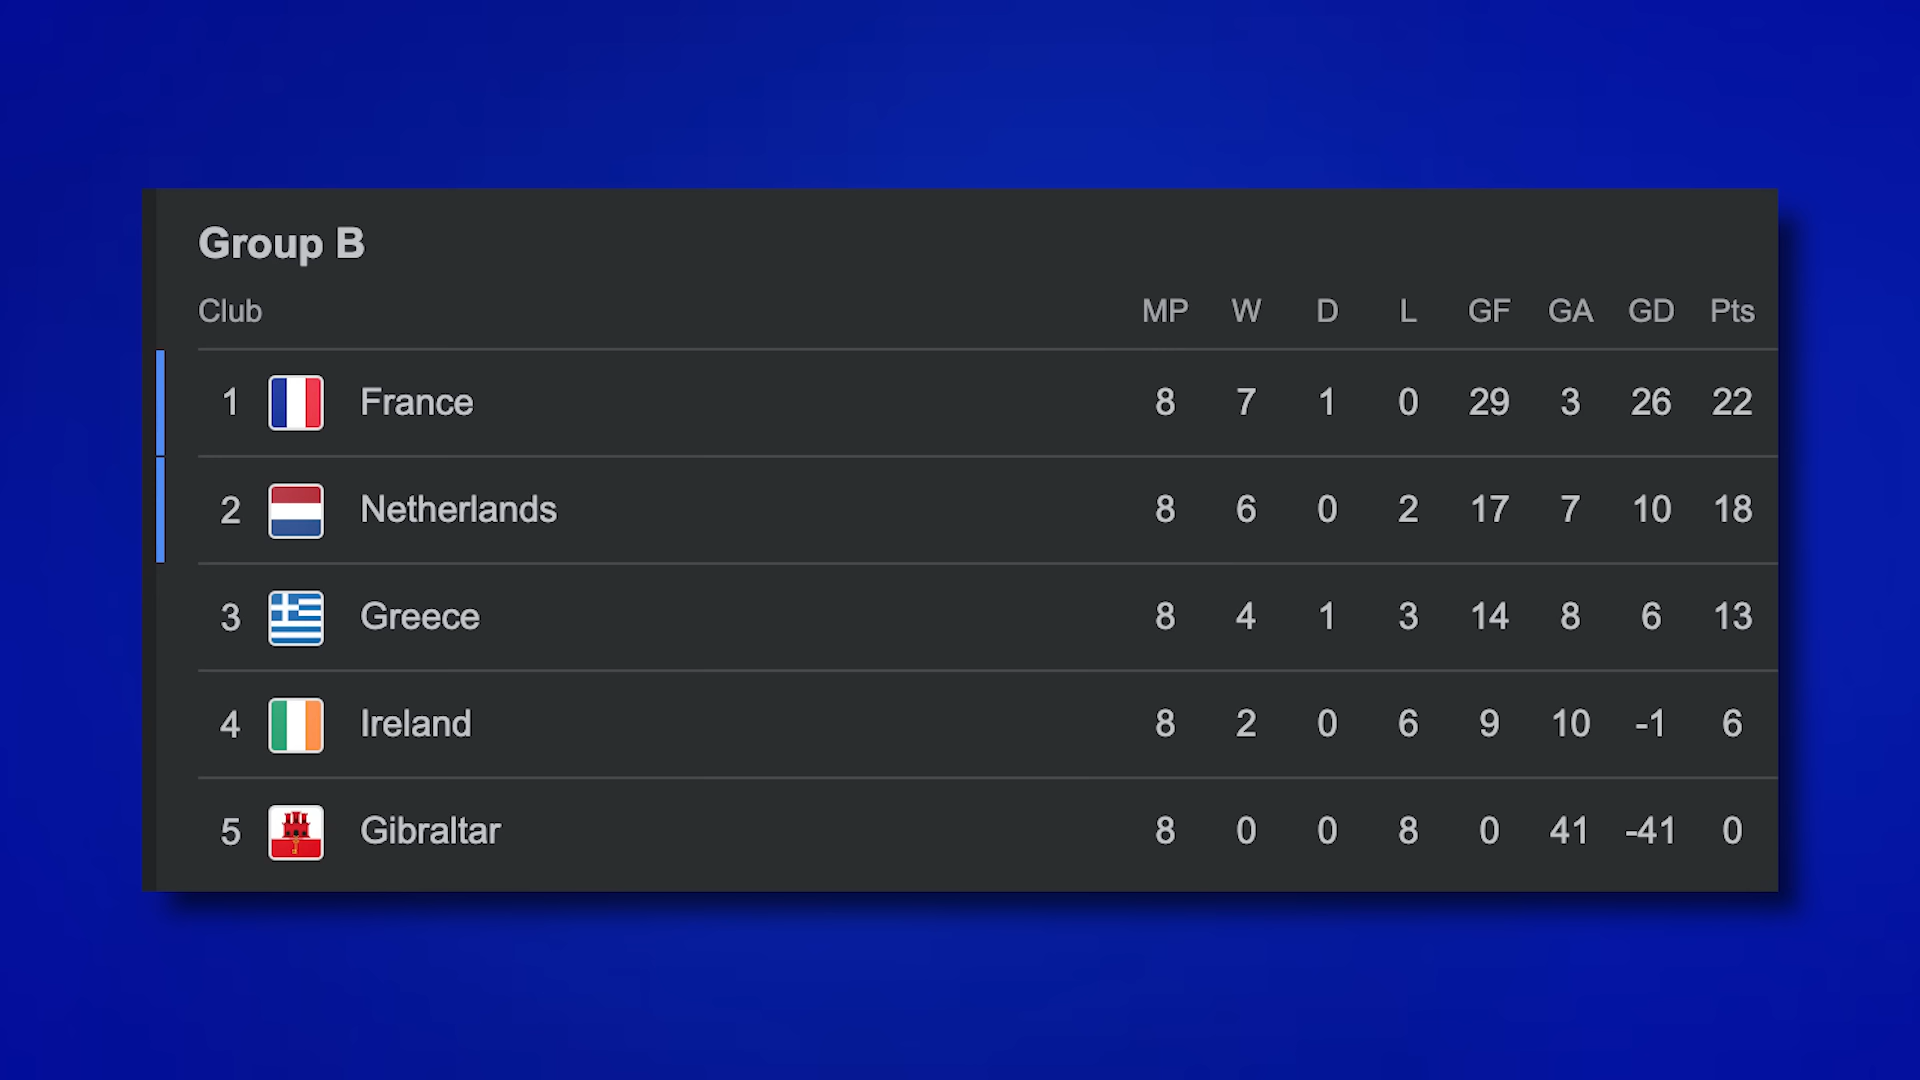 Group B
Club MP W D L GF GA GD Pts
1 France 8 7 1 0 29 3 26 22
2 Netherlands 8 6 0 2 17 7 10 18
3 Greece 8 4 1 3 14 8 6 13
4 Ireland 8 2 0 6 9 10 -1 6
5 Gibraltar 8 0 0 8 0 41 -41 0